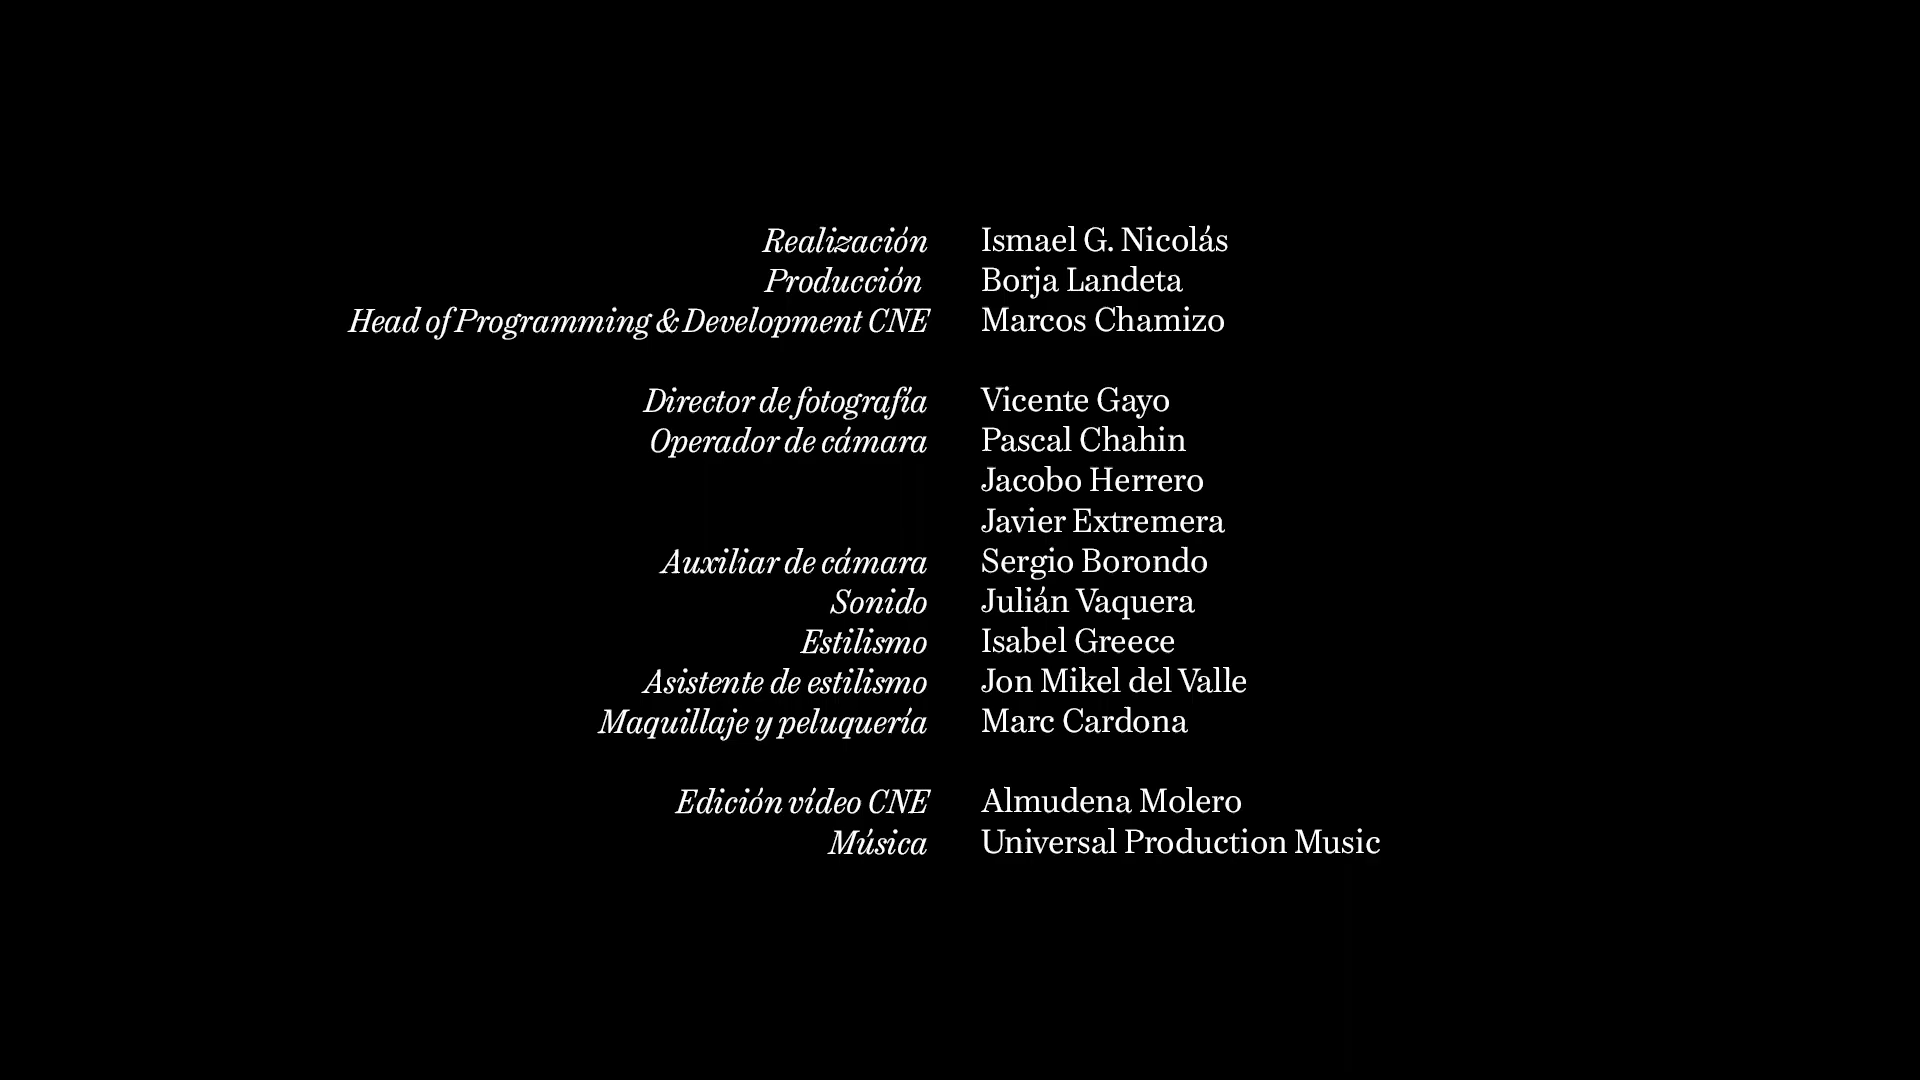 Realización Ismael G. Nicolás
Producción Borja Landeta
Head of Programming & Development CNE Marcos Chamizo
Director de fotografía Vicente Gayo
Operador de cámara Pascal Chahin
Jacobo Herrero
Javier Extremera
Auxiliar de cámara Sergio Borondo
Sonido Julián Vaquera
Estilismo Isabel Greece
Asistente de estilismo Jon Mikel del Valle
Maquillaje y peluquería Marc Cardona
Edición vídeo CNE Almudena Molero
Música Universal Production Music